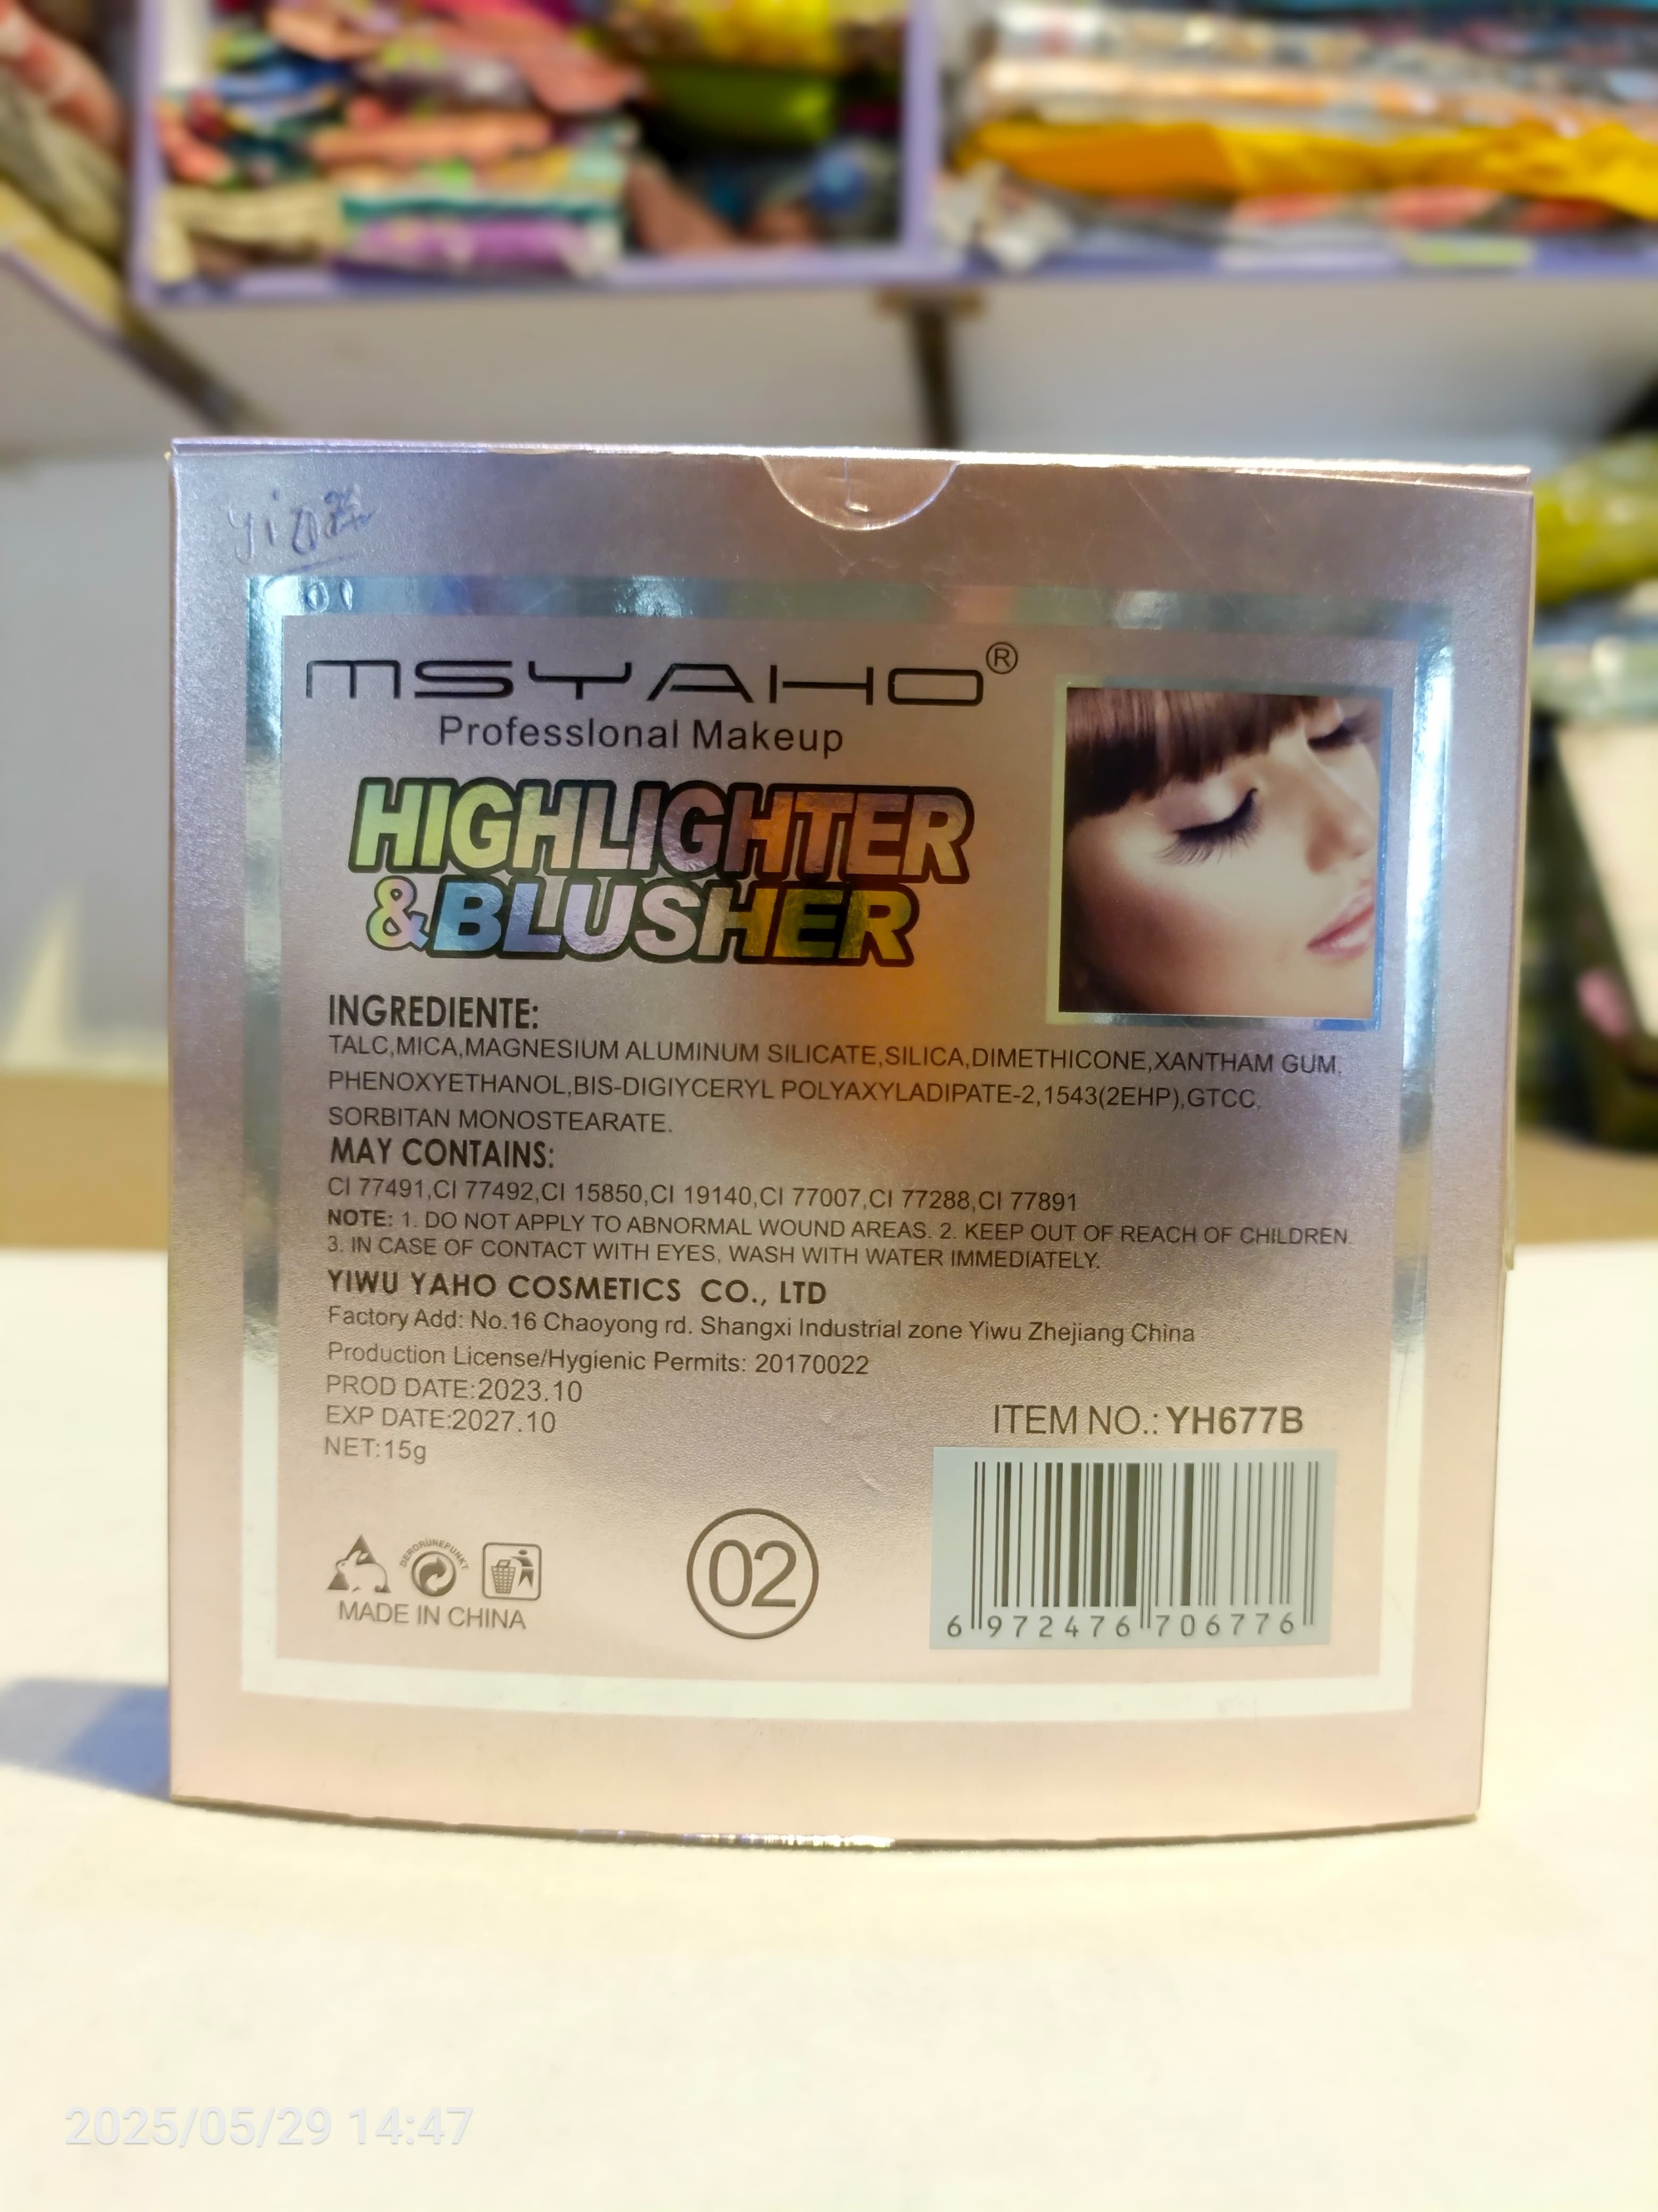 MSYAHO®
Professlonal Makeup
HIGHLIGHTER
&BLUSHER
INGREDIENTE:
TALC,MICA,MAGNESIUM ALUMINUM SILICATE,SILICA,DIMETHICONE,XANTHAM GUM,
PHENOXYETHANOL,BIS-DIGIYCERYL POLYAXYLADIPATE-2,1543(2EHP),GTCC,
SORBITAN MONOSTEARATE.
MAY CONTAINS:
CI 77491,CI 77492,CI 15850,CI 19140,CI 77007,CI 77288,CI 77891
NOTE: 1. DO NOT APPLY TO ABNORMAL WOUND AREAS. 2. KEEP OUT OF REACH OF CHILDREN.
3. IN CASE OF CONTACT WITH EYES, WASH WITH WATER IMMEDIATELY.
YIWU YAHO COSMETICS CO., LTD
Factory Add: No.16 Chaoyong rd. Shangxi Industrial zone Yiwu Zhejiang China
Production License/Hygienic Permits: 20170022
PROD DATE:2023.10
EXP DATE:2027.10
NET:15g
ITEM NO.: YH677B
DERGRÜNEPUNKT
MADE IN CHINA
02
6 972476 706776
2025/05/29 14:47